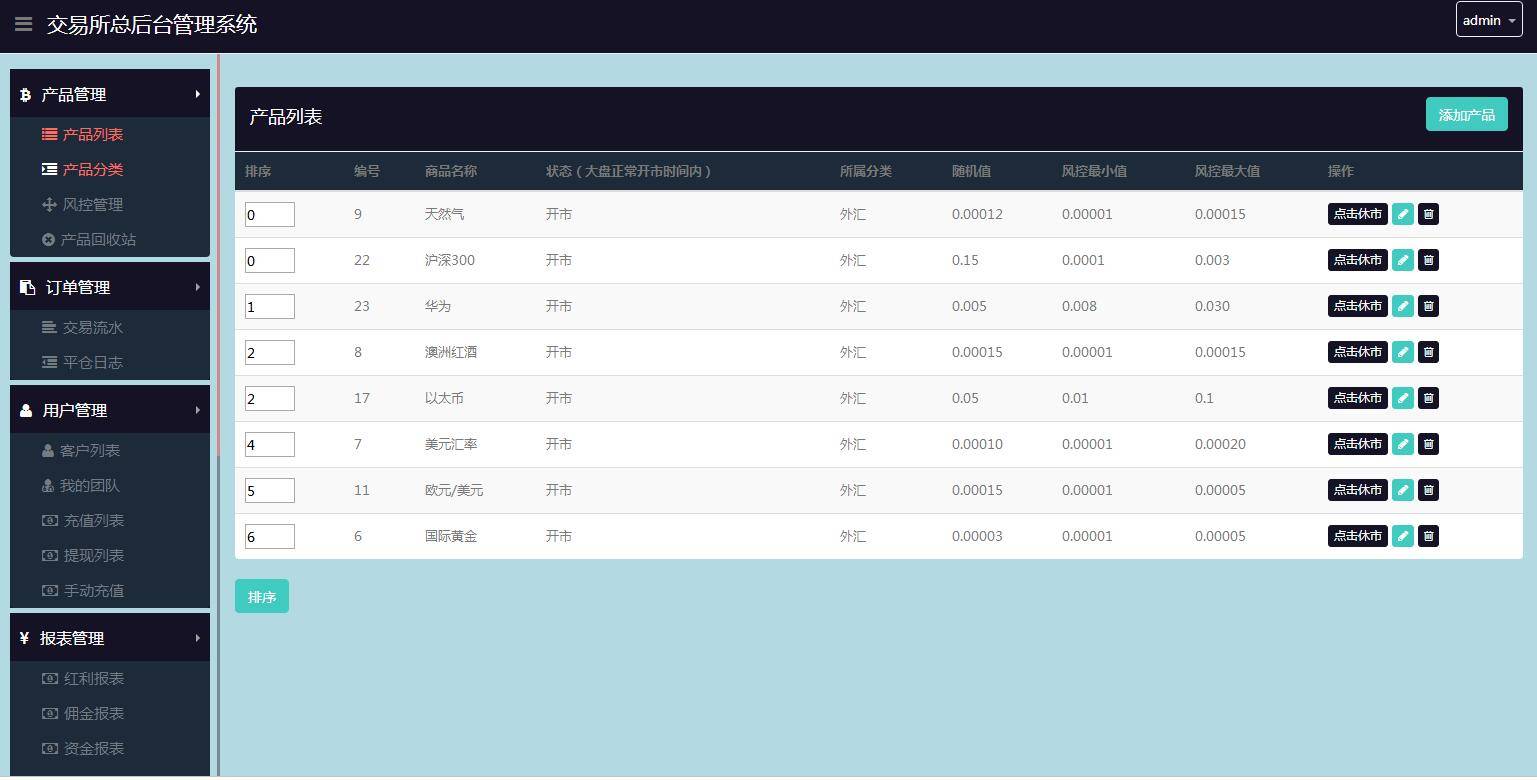 交易所总后台管理系统
admin
产品管理
产品列表
产品分类
风控管理
产品回收站
订单管理
交易流水
平仓日志
用户管理
客户列表
我的团队
充值列表
提现列表
手动充值
报表管理
红利报表
佣金报表
资金报表
产品列表
添加产品
排序 编号 商品名称 状态（大盘正常开市时间内） 所属分类 随机值 风控最小值 风控最大值 操作
0 9 天然气 开市 外汇 0.00012 0.00001 0.00015 点击休市
0 22 沪深300 开市 外汇 0.15 0.0001 0.003 点击休市
1 23 华为 开市 外汇 0.005 0.008 0.030 点击休市
2 8 澳洲红酒 开市 外汇 0.00015 0.00001 0.00015 点击休市
2 17 以太币 开市 外汇 0.05 0.01 0.1 点击休市
4 7 美元汇率 开市 外汇 0.00010 0.00001 0.00020 点击休市
5 11 欧元/美元 开市 外汇 0.00015 0.00001 0.00005 点击休市
6 6 国际黄金 开市 外汇 0.00003 0.00001 0.00005 点击休市
排序